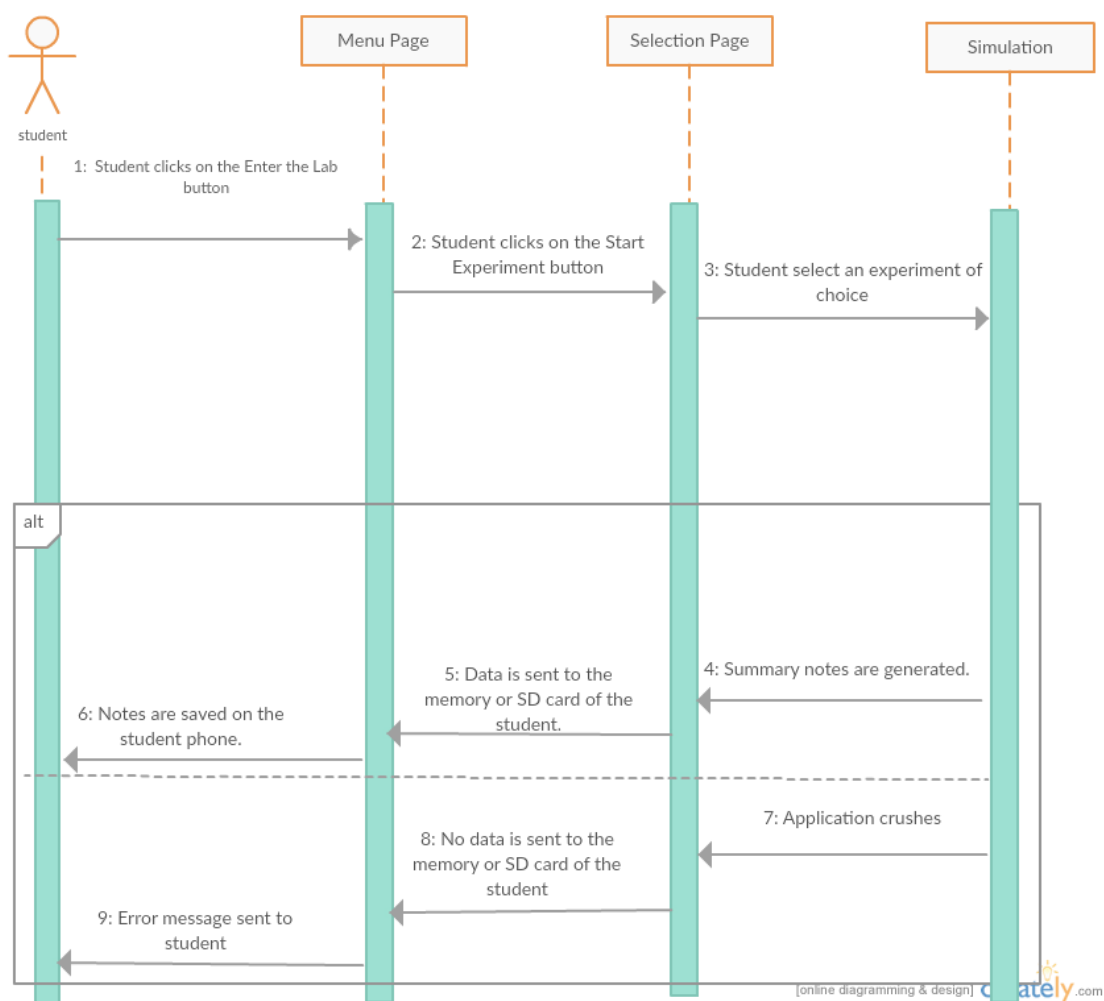 Menu Page
Selection Page
Simulation
student
1:  Student clicks on the Enter the Lab
button
2: Student clicks on the Start
Experiment button
3: Student select an experiment of
choice
alt
4: Summary notes are generated.
5: Data is sent to the
memory or SD card of the
student.
6: Notes are saved on the
student phone.
7: Application crushes
8: No data is sent to the
memory or SD card of the
student
9: Error message sent to
student
[online diagramming & design]
creately.com